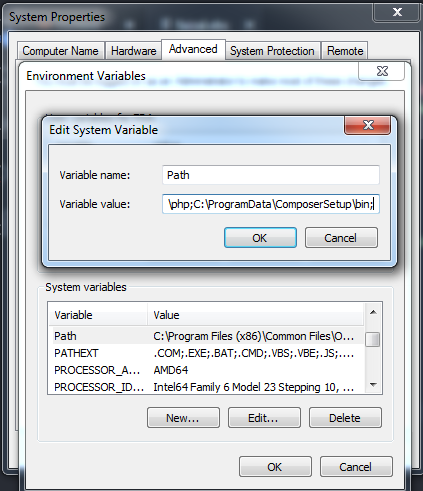 System Properties
Computer Name Hardware Advanced System Protection Remote
Environment Variables
Edit System Variable
Variable name: Path
Variable value: \php;C:\ProgramData\ComposerSetup\bin;
OK Cancel
System variables
Variable Value
Path C:\Program Files (x86)\Common Files\O...
PATHEXT .COM;.EXE;.BAT;.CMD;.VBS;.VBE;.JS;....
PROCESSOR_A... AMD64
PROCESSOR_ID... Intel64 Family 6 Model 23 Stepping 10, ...
New... Edit... Delete
OK Cancel